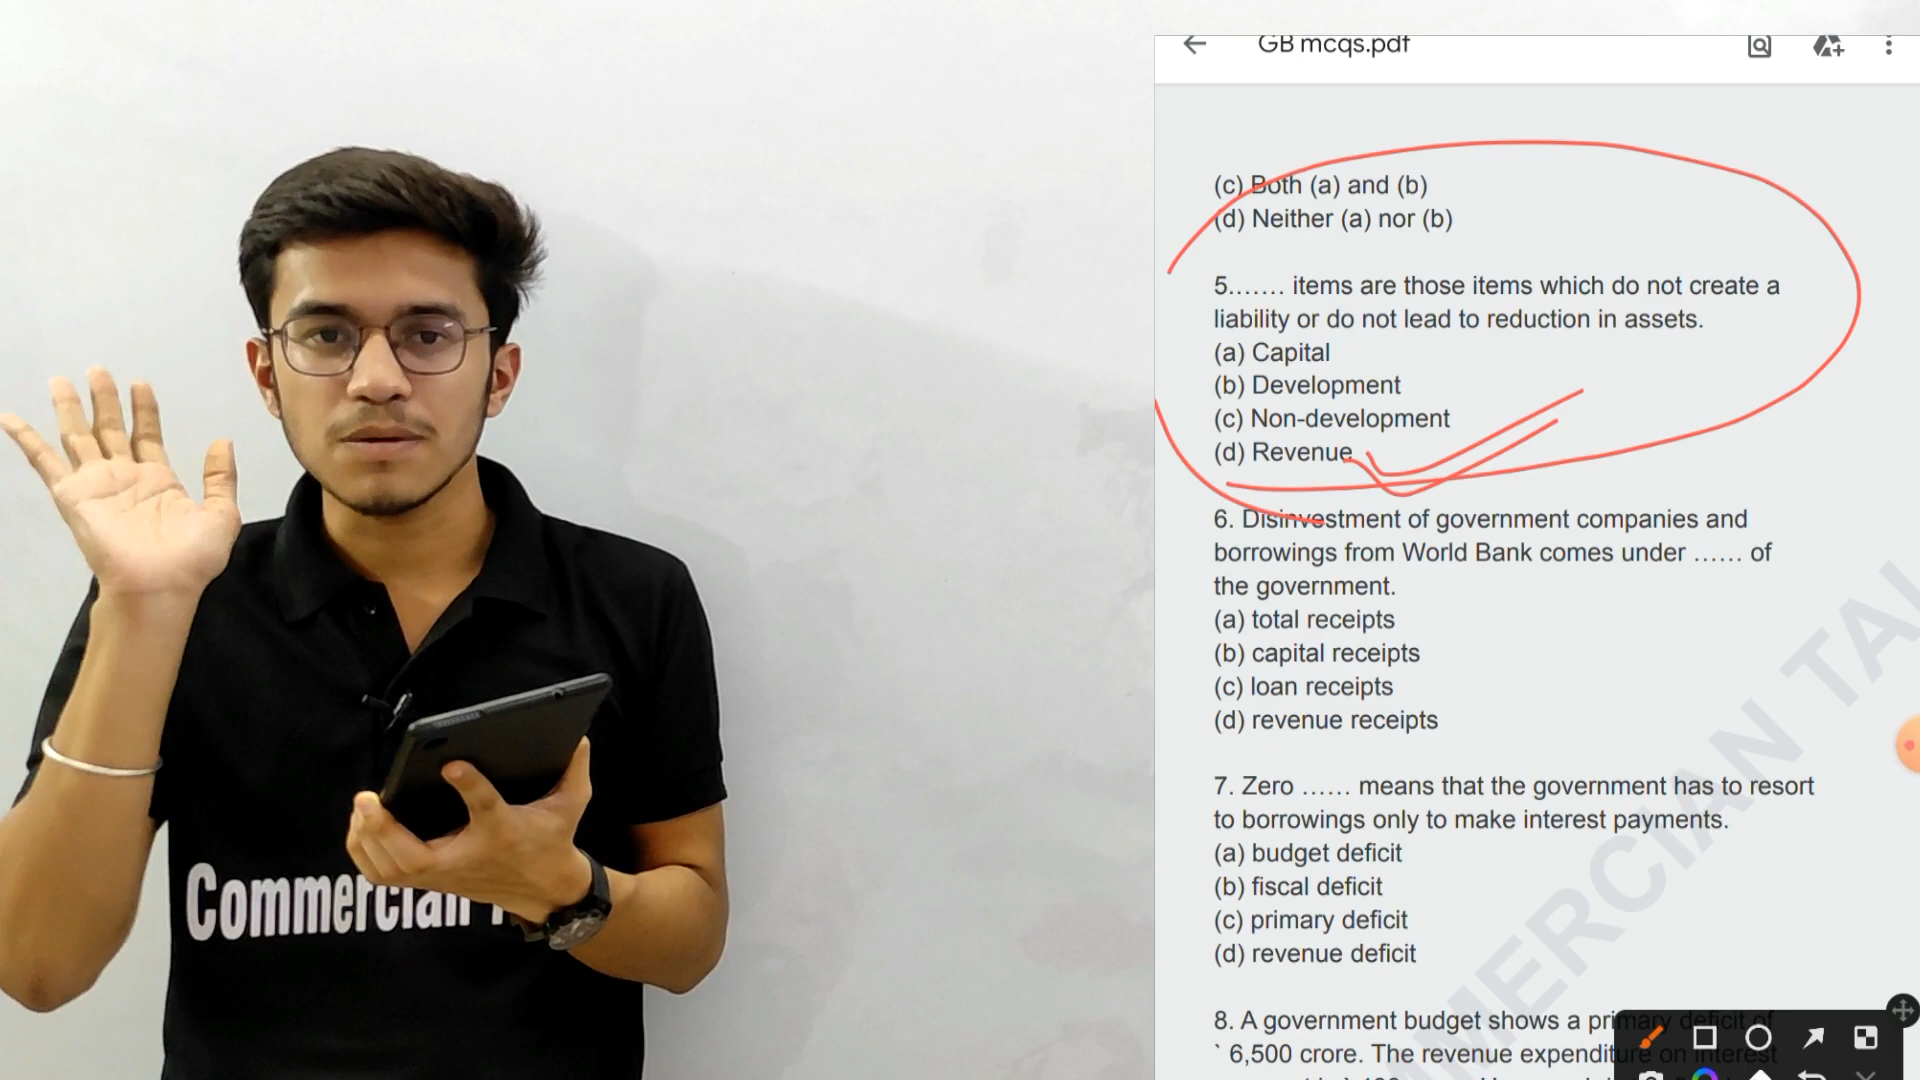 GB mcqs.pdf
(c) Both (a) and (b)
(d) Neither (a) nor (b)
5....... items are those items which do not create a
liability or do not lead to reduction in assets.
(a) Capital
(b) Development
(c) Non-development
(d) Revenue
6. Disinvestment of government companies and
borrowings from World Bank comes under ...... of
the government.
(a) total receipts
(b) capital receipts
(c) loan receipts
(d) revenue receipts
7. Zero ...... means that the government has to resort
to borrowings only to make interest payments.
(a) budget deficit
(b) fiscal deficit
(c) primary deficit
(d) revenue deficit
8. A government budget shows a primary deficit of
` 6,500 crore. The revenue expenditure on interest
Commercian